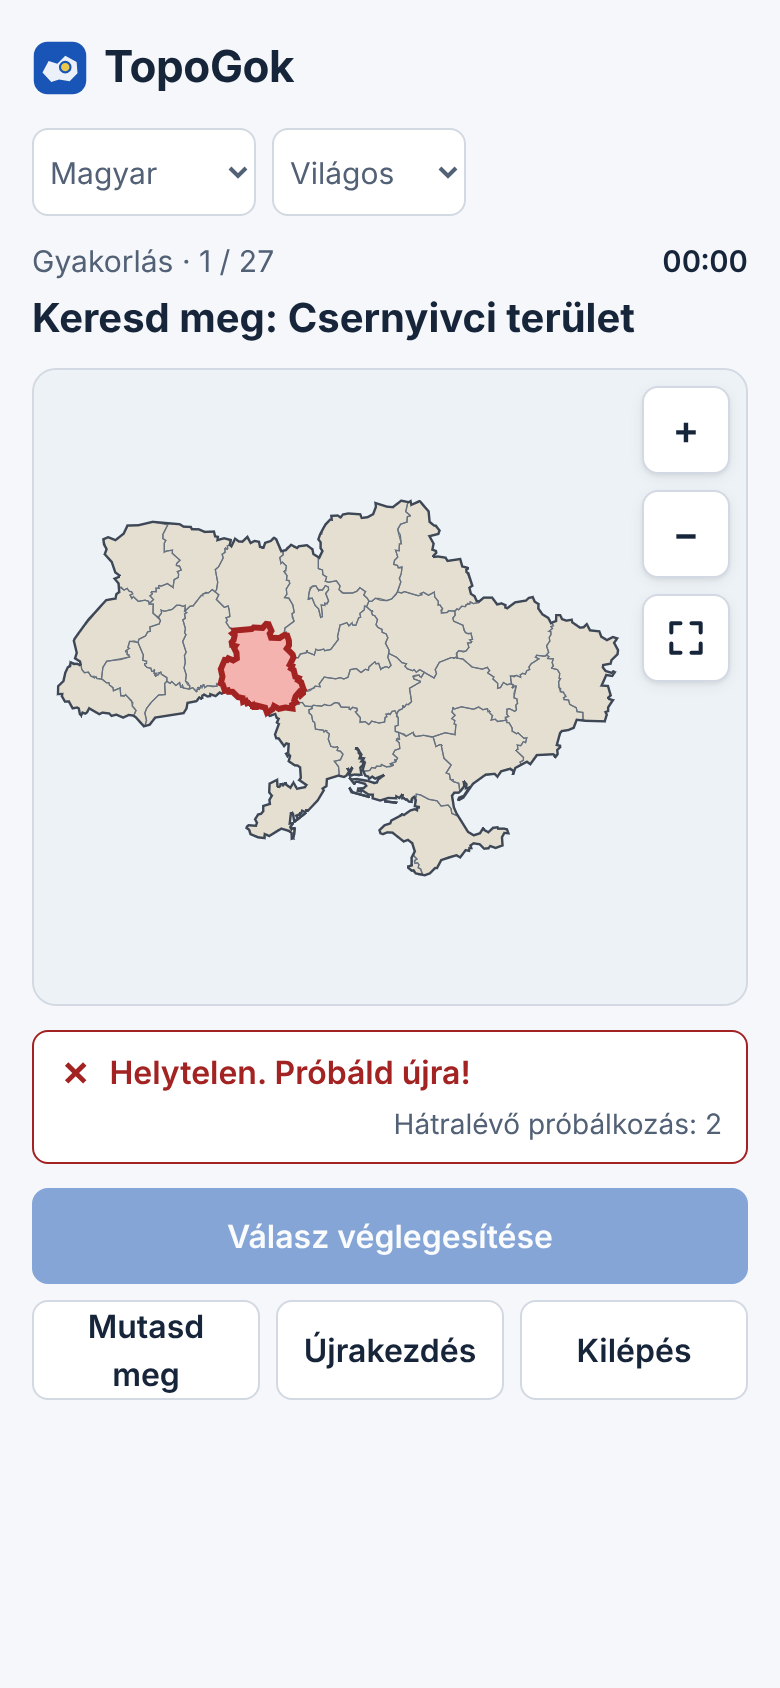 TopoGok
Magyar
Világos
Gyakorlás · 1 / 27
00:00
Keresd meg: Csernyivci terület
+
−
✕ Helytelen. Próbáld újra!
Hátralévő próbálkozás: 2
Válasz véglegesítése
Mutasd
meg
Újrakezdés
Kilépés